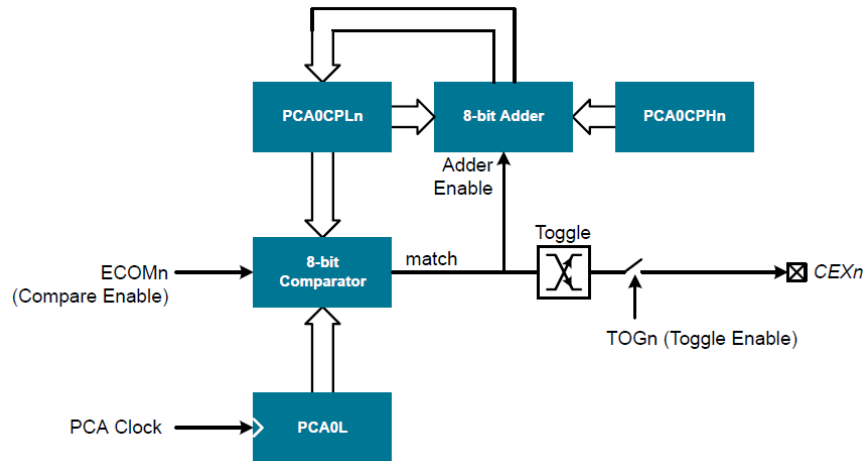 PCA0CPLn
8-bit Adder
PCA0CPHn
Adder
Enable
Toggle
ECOMn
(Compare Enable)
8-bit
Comparator
match
CEXn
TOGn (Toggle Enable)
PCA Clock
PCA0L